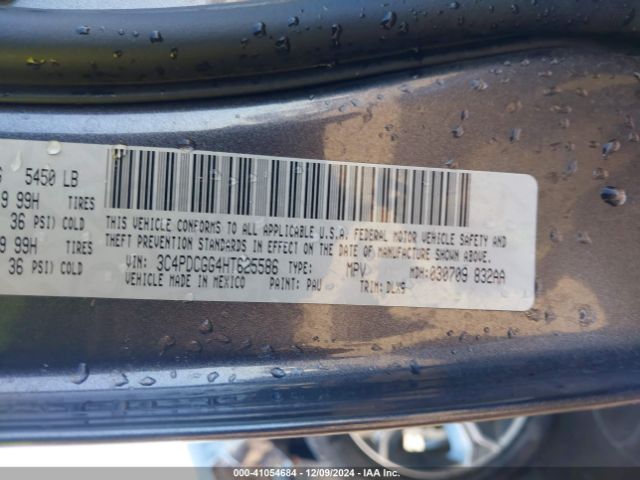 5450 LB
9 99H TIRES
36 PSI) COLD
9 99H TIRES
36 PSI) COLD
THIS VEHICLE CONFORMS TO ALL APPLICABLE U.S.A. FEDERAL MOTOR VEHICLE SAFETY AND
THEFT PREVENTION STANDARDS IN EFFECT ON THE DATE OF MANUFACTURE SHOWN ABOVE.
VIN: 3C4PDCGG4HT625586 TYPE: MPV MDH:030709 832AA
VEHICLE MADE IN MEXICO PAINT: PAU TRIM: DLX9
000-41054684 / 12/09/2024 / IAA Inc.